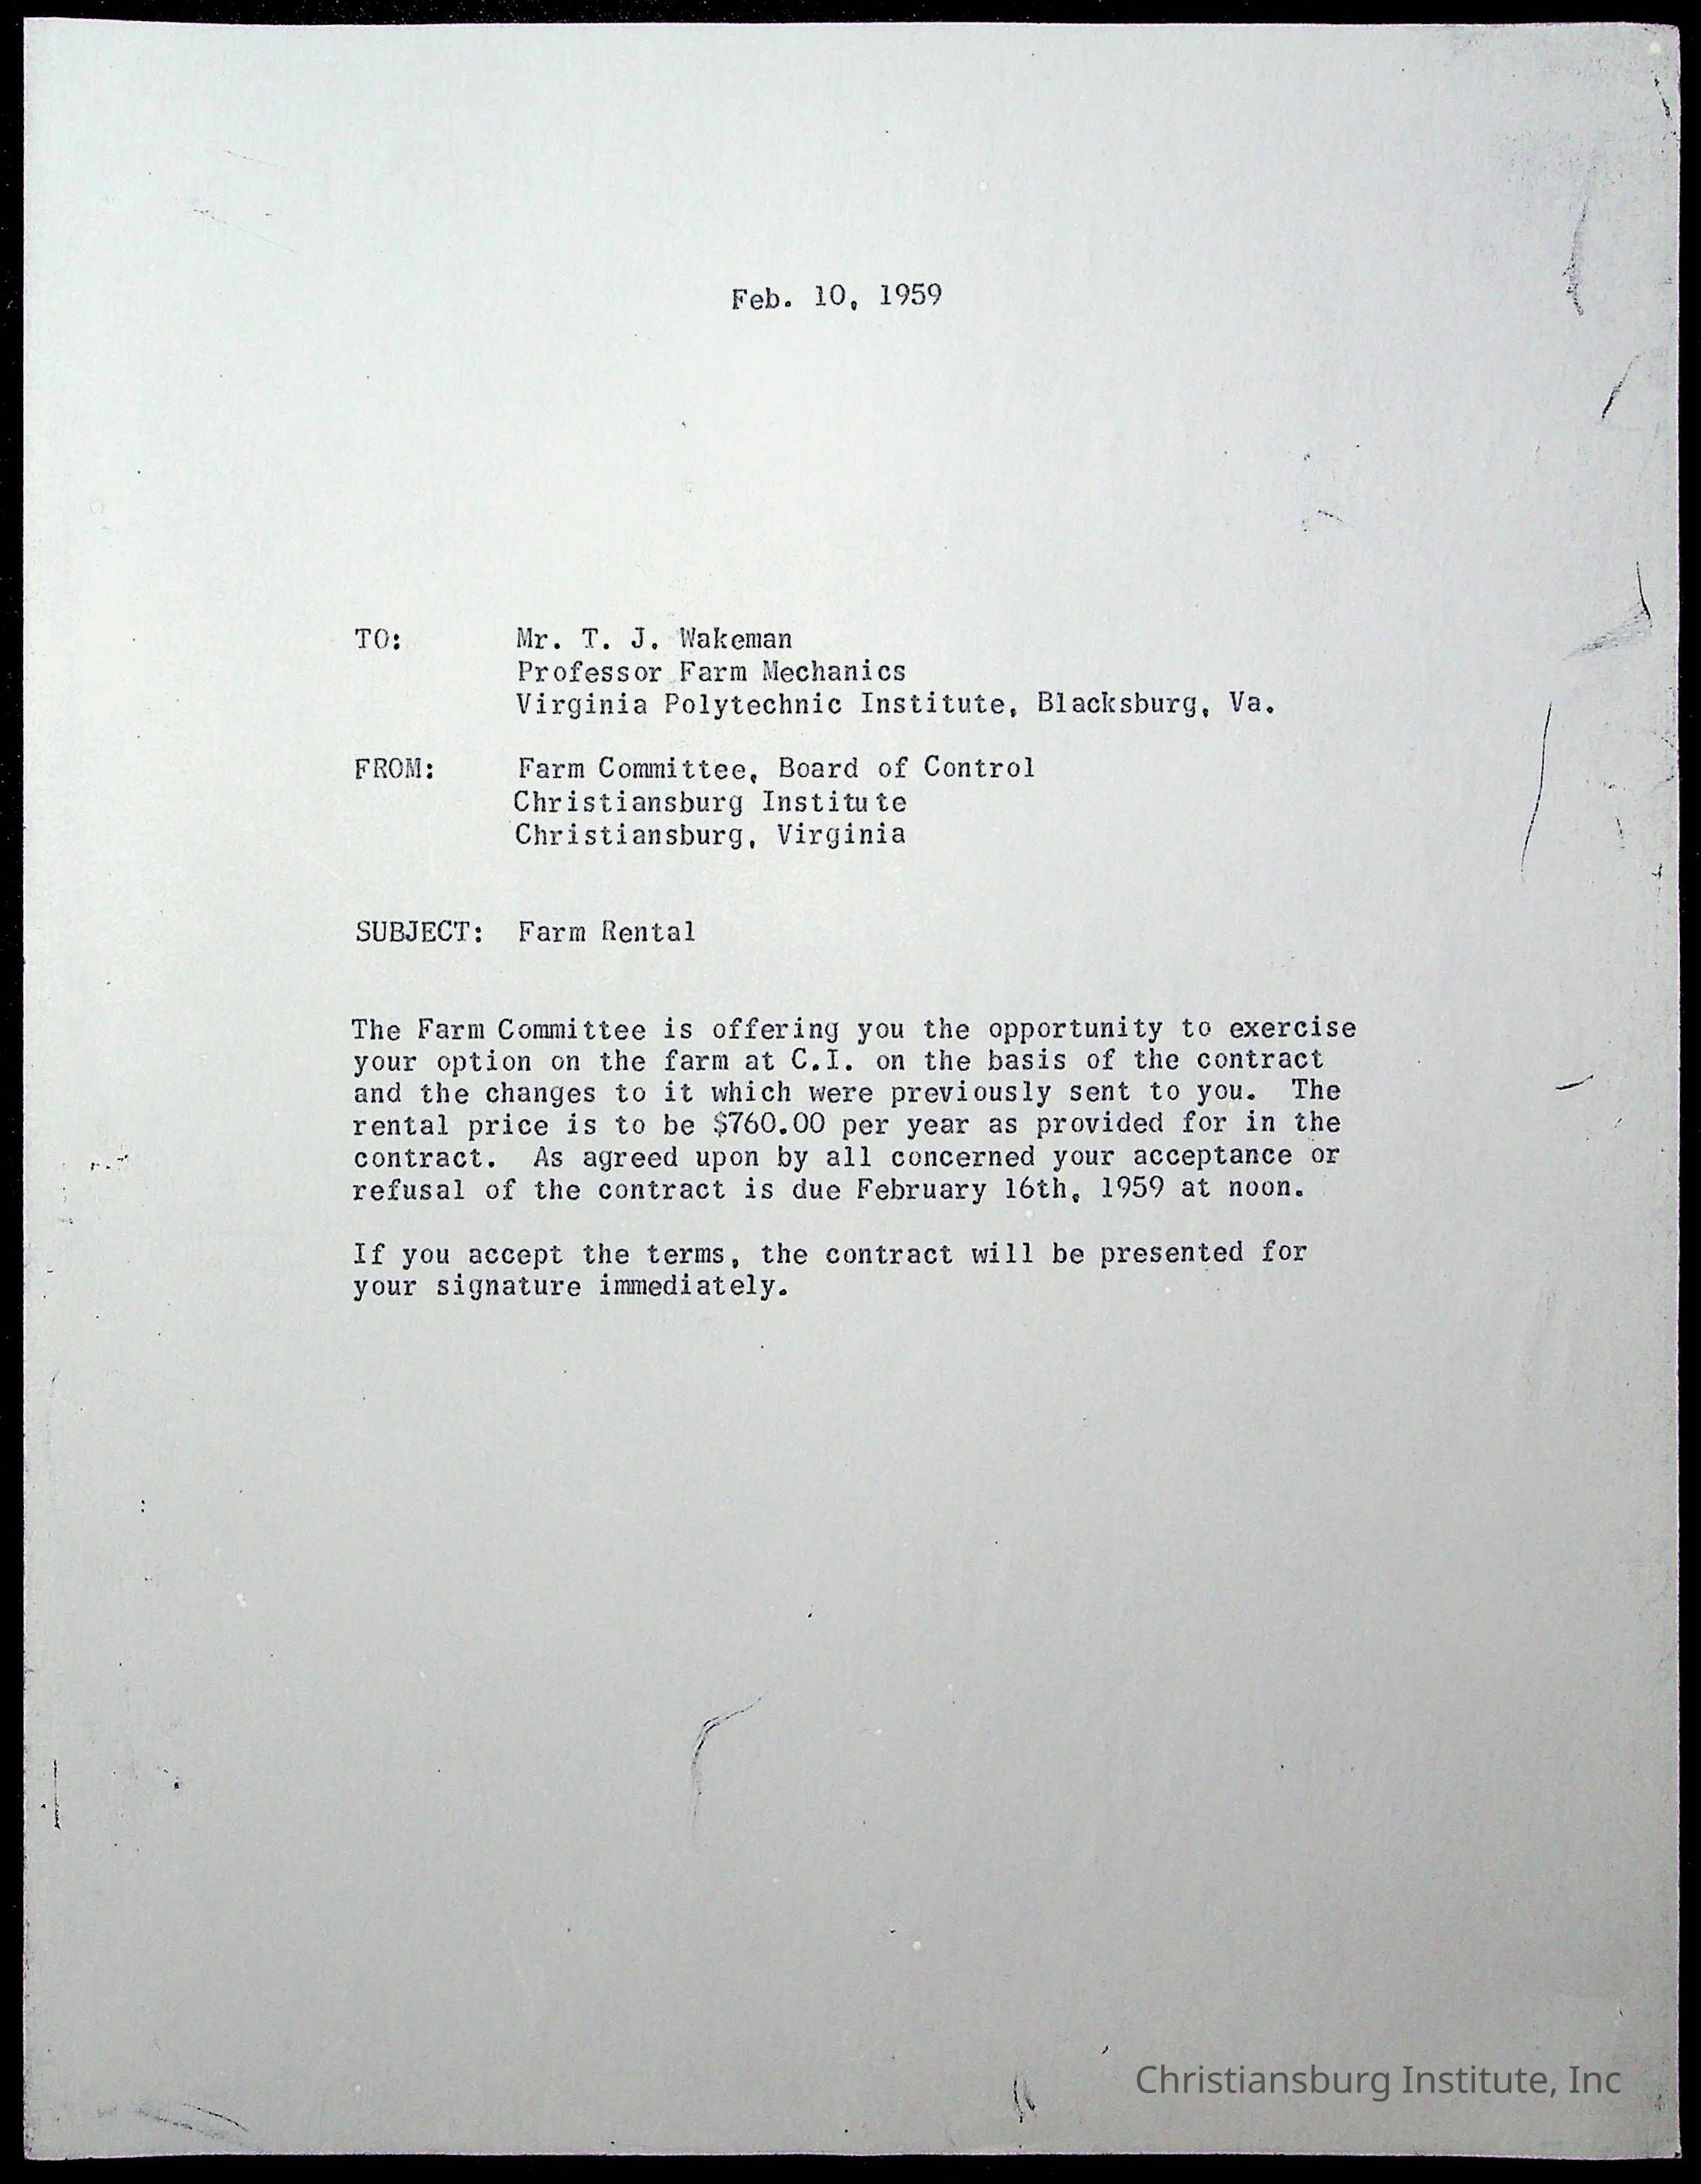 Feb. 10, 1959
TO: Mr. T. J. Wakeman
Professor Farm Mechanics
Virginia Polytechnic Institute, Blacksburg, Va.
FROM: Farm Committee, Board of Control
Christiansburg Institute
Christiansburg, Virginia
SUBJECT: Farm Rental
The Farm Committee is offering you the opportunity to exercise
your option on the farm at C.I. on the basis of the contract
and the changes to it which were previously sent to you. The
rental price is to be $760.00 per year as provided for in the
contract. As agreed upon by all concerned your acceptance or
refusal of the contract is due February 16th, 1959 at noon.
If you accept the terms, the contract will be presented for
your signature immediately.
Christiansburg Institute, Inc